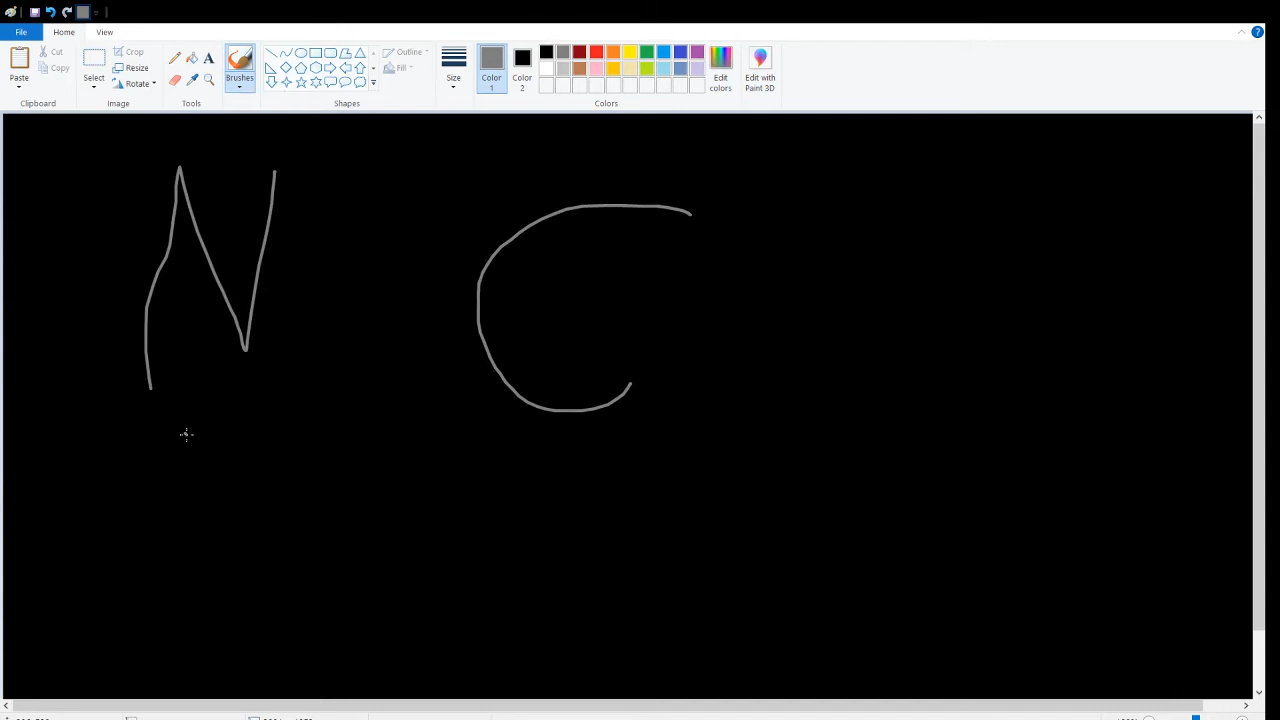 File Home View
Paste Cut Copy Clipboard
Select Crop Resize Rotate Image
Tools
Brushes
Shapes Outline Fill
Size
Color 1
Color 2
Edit colors
Colors
Edit with Paint 3D
N C